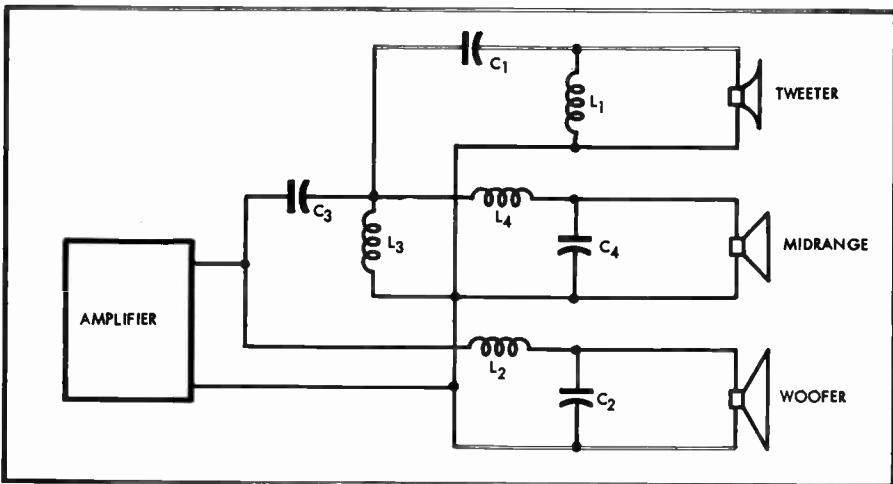 C1
L1
TWEETER
C3
L3
L4
C4
MIDRANGE
AMPLIFIER
L2
C2
WOOFER